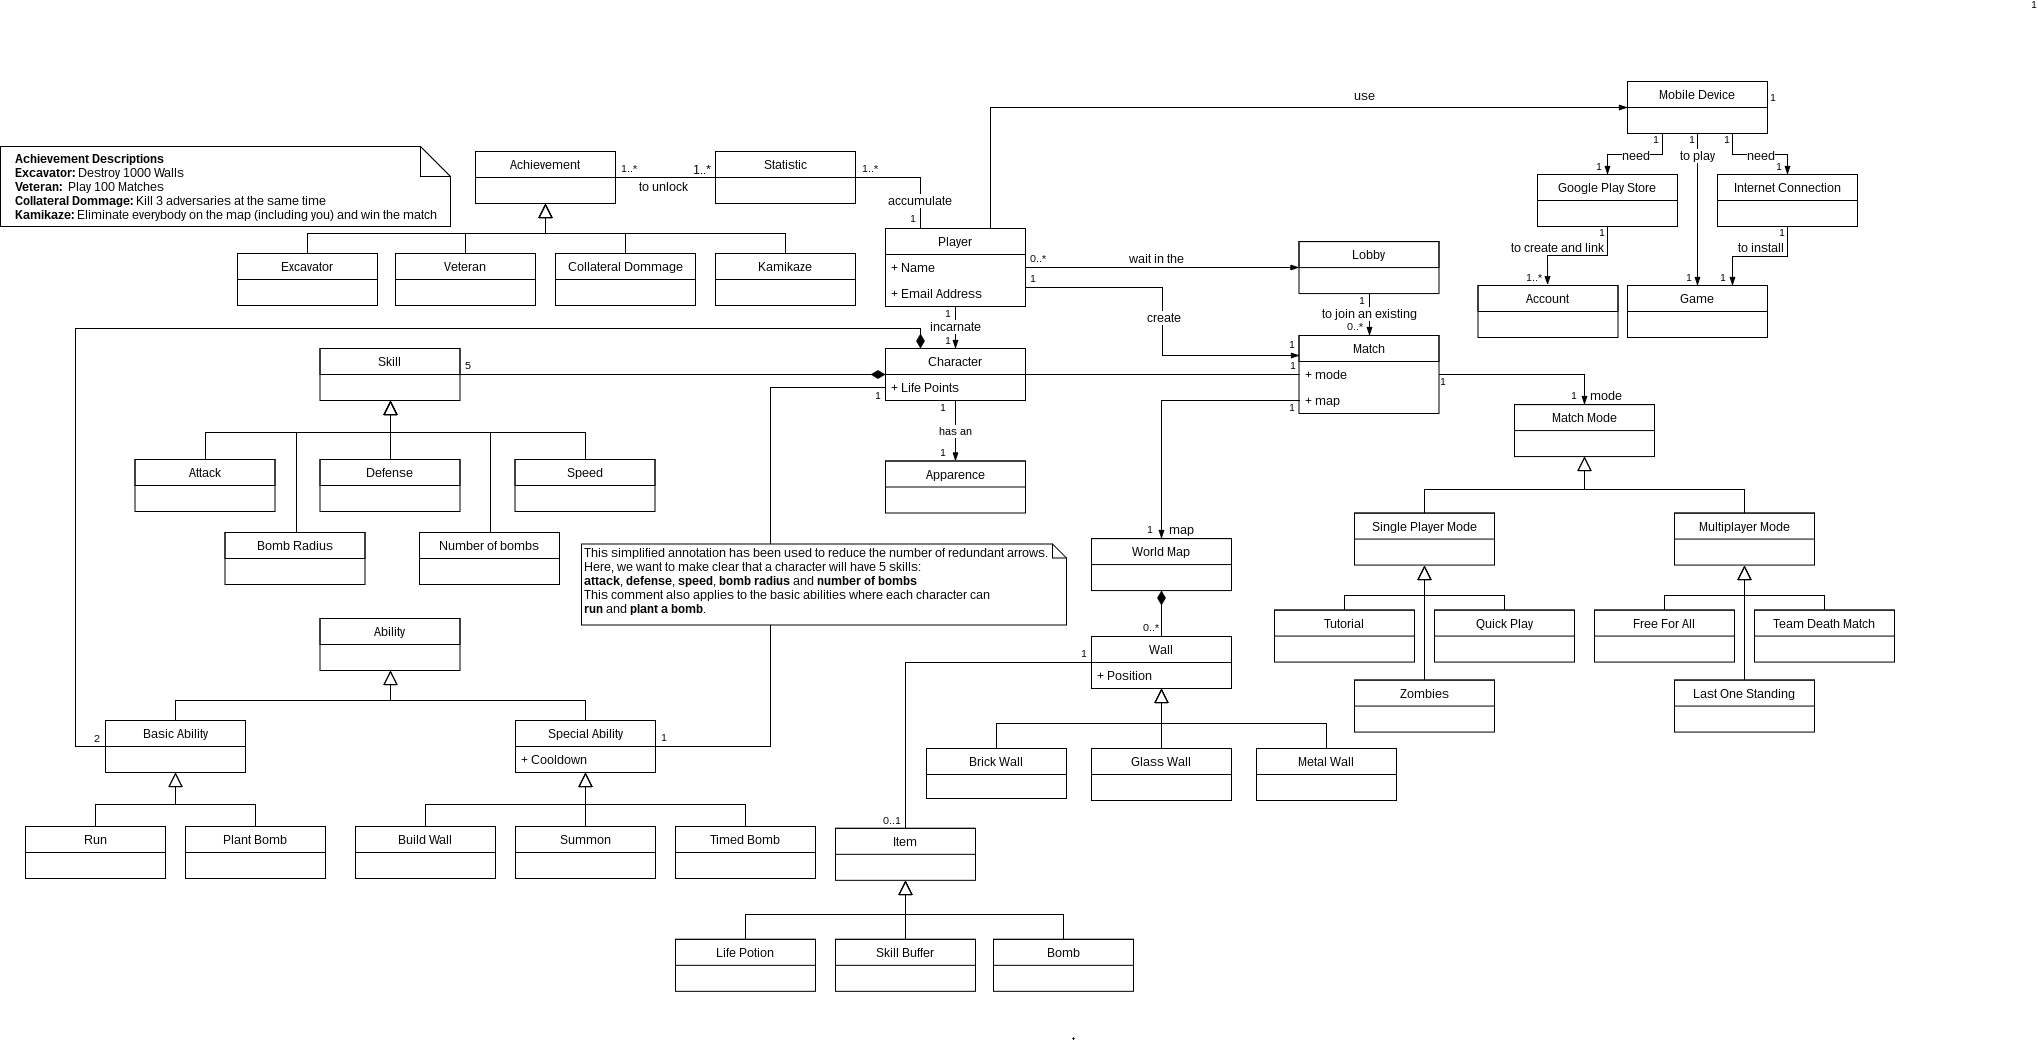 1
use
Mobile Device
1
1
1
1
need
to play
need
1
1
Google Play Store
Internet Connection
1
1
to create and link
to install
1..*
1
1
Account
Game
Achievement Descriptions
Excavator: Destroy 1000 Walls
Veteran: Play 100 Matches
Collateral Dommage: Kill 3 adversaries at the same time
Kamikaze: Eliminate everybody on the map (including you) and win the match
Achievement
1..*
to unlock
1..*
Statistic
1..*
accumulate
1
Excavator
Veteran
Collateral Dommage
Kamikaze
Player
+ Name
+ Email Address
0..*
wait in the
1
create
Lobby
1
to join an existing
0..*
1
incarnate
1
Match
+ mode
+ map
1
1
1
1
1
mode
Match Mode
Skill
5
Character
+ Life Points
1
1
has an
1
Apparence
Attack
Defense
Speed
Bomb Radius
Number of bombs
This simplified annotation has been used to reduce the number of redundant arrows.
Here, we want to make clear that a character will have 5 skills:
attack, defense, speed, bomb radius and number of bombs
This comment also applies to the basic abilities where each character can
run and plant a bomb.
1
map
World Map
0..*
Single Player Mode
Multiplayer Mode
Tutorial
Quick Play
Free For All
Team Death Match
Zombies
Last One Standing
Ability
1
Wall
+ Position
2
Basic Ability
Special Ability
+ Cooldown
1
Brick Wall
Glass Wall
Metal Wall
Run
Plant Bomb
Build Wall
Summon
Timed Bomb
0..1
Item
Life Potion
Skill Buffer
Bomb